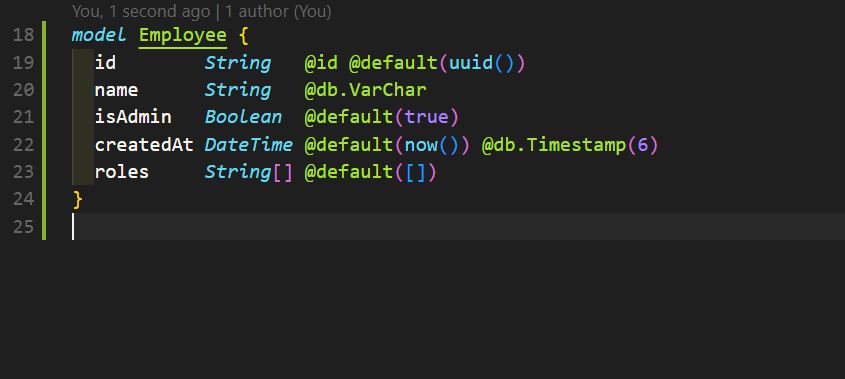 You, 1 second ago | 1 author (You)
18 model Employee {
19 id String @id @default(uuid())
20 name String @db.VarChar
21 isAdmin Boolean @default(true)
22 createdAt DateTime @default(now()) @db.Timestamp(6)
23 roles String[] @default([])
24 }
25